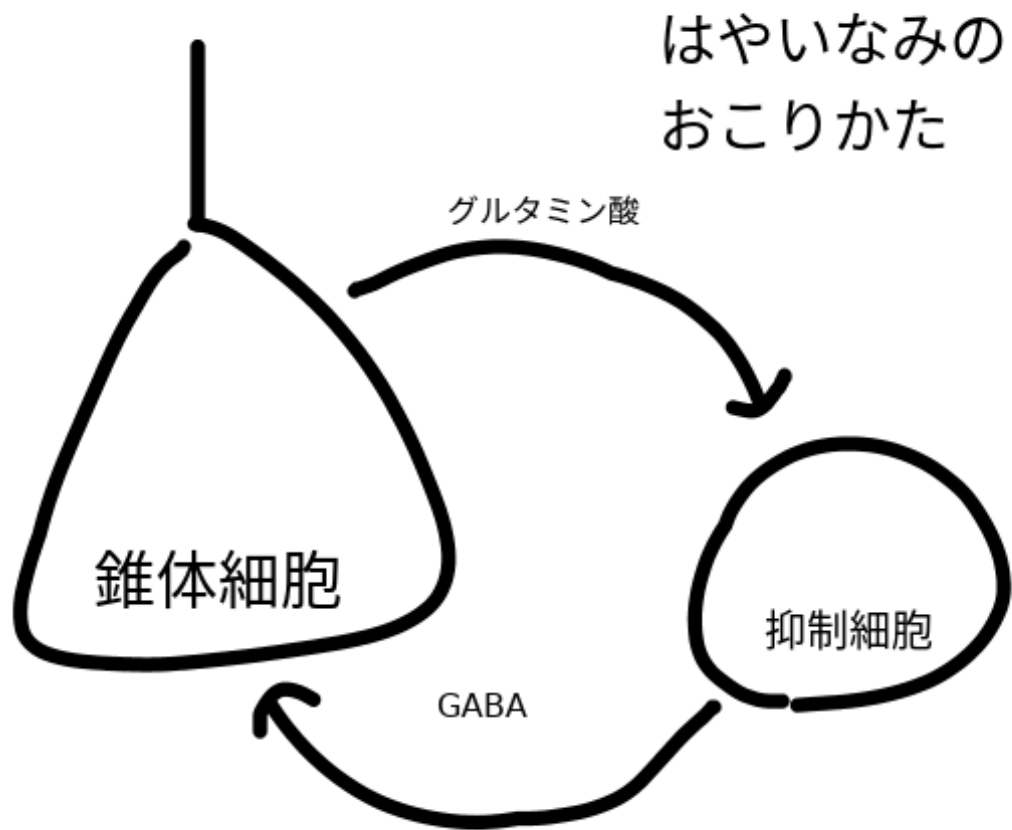 はやいなみの
おこりかた
グルタミン酸
錐体細胞
抑制細胞
GABA